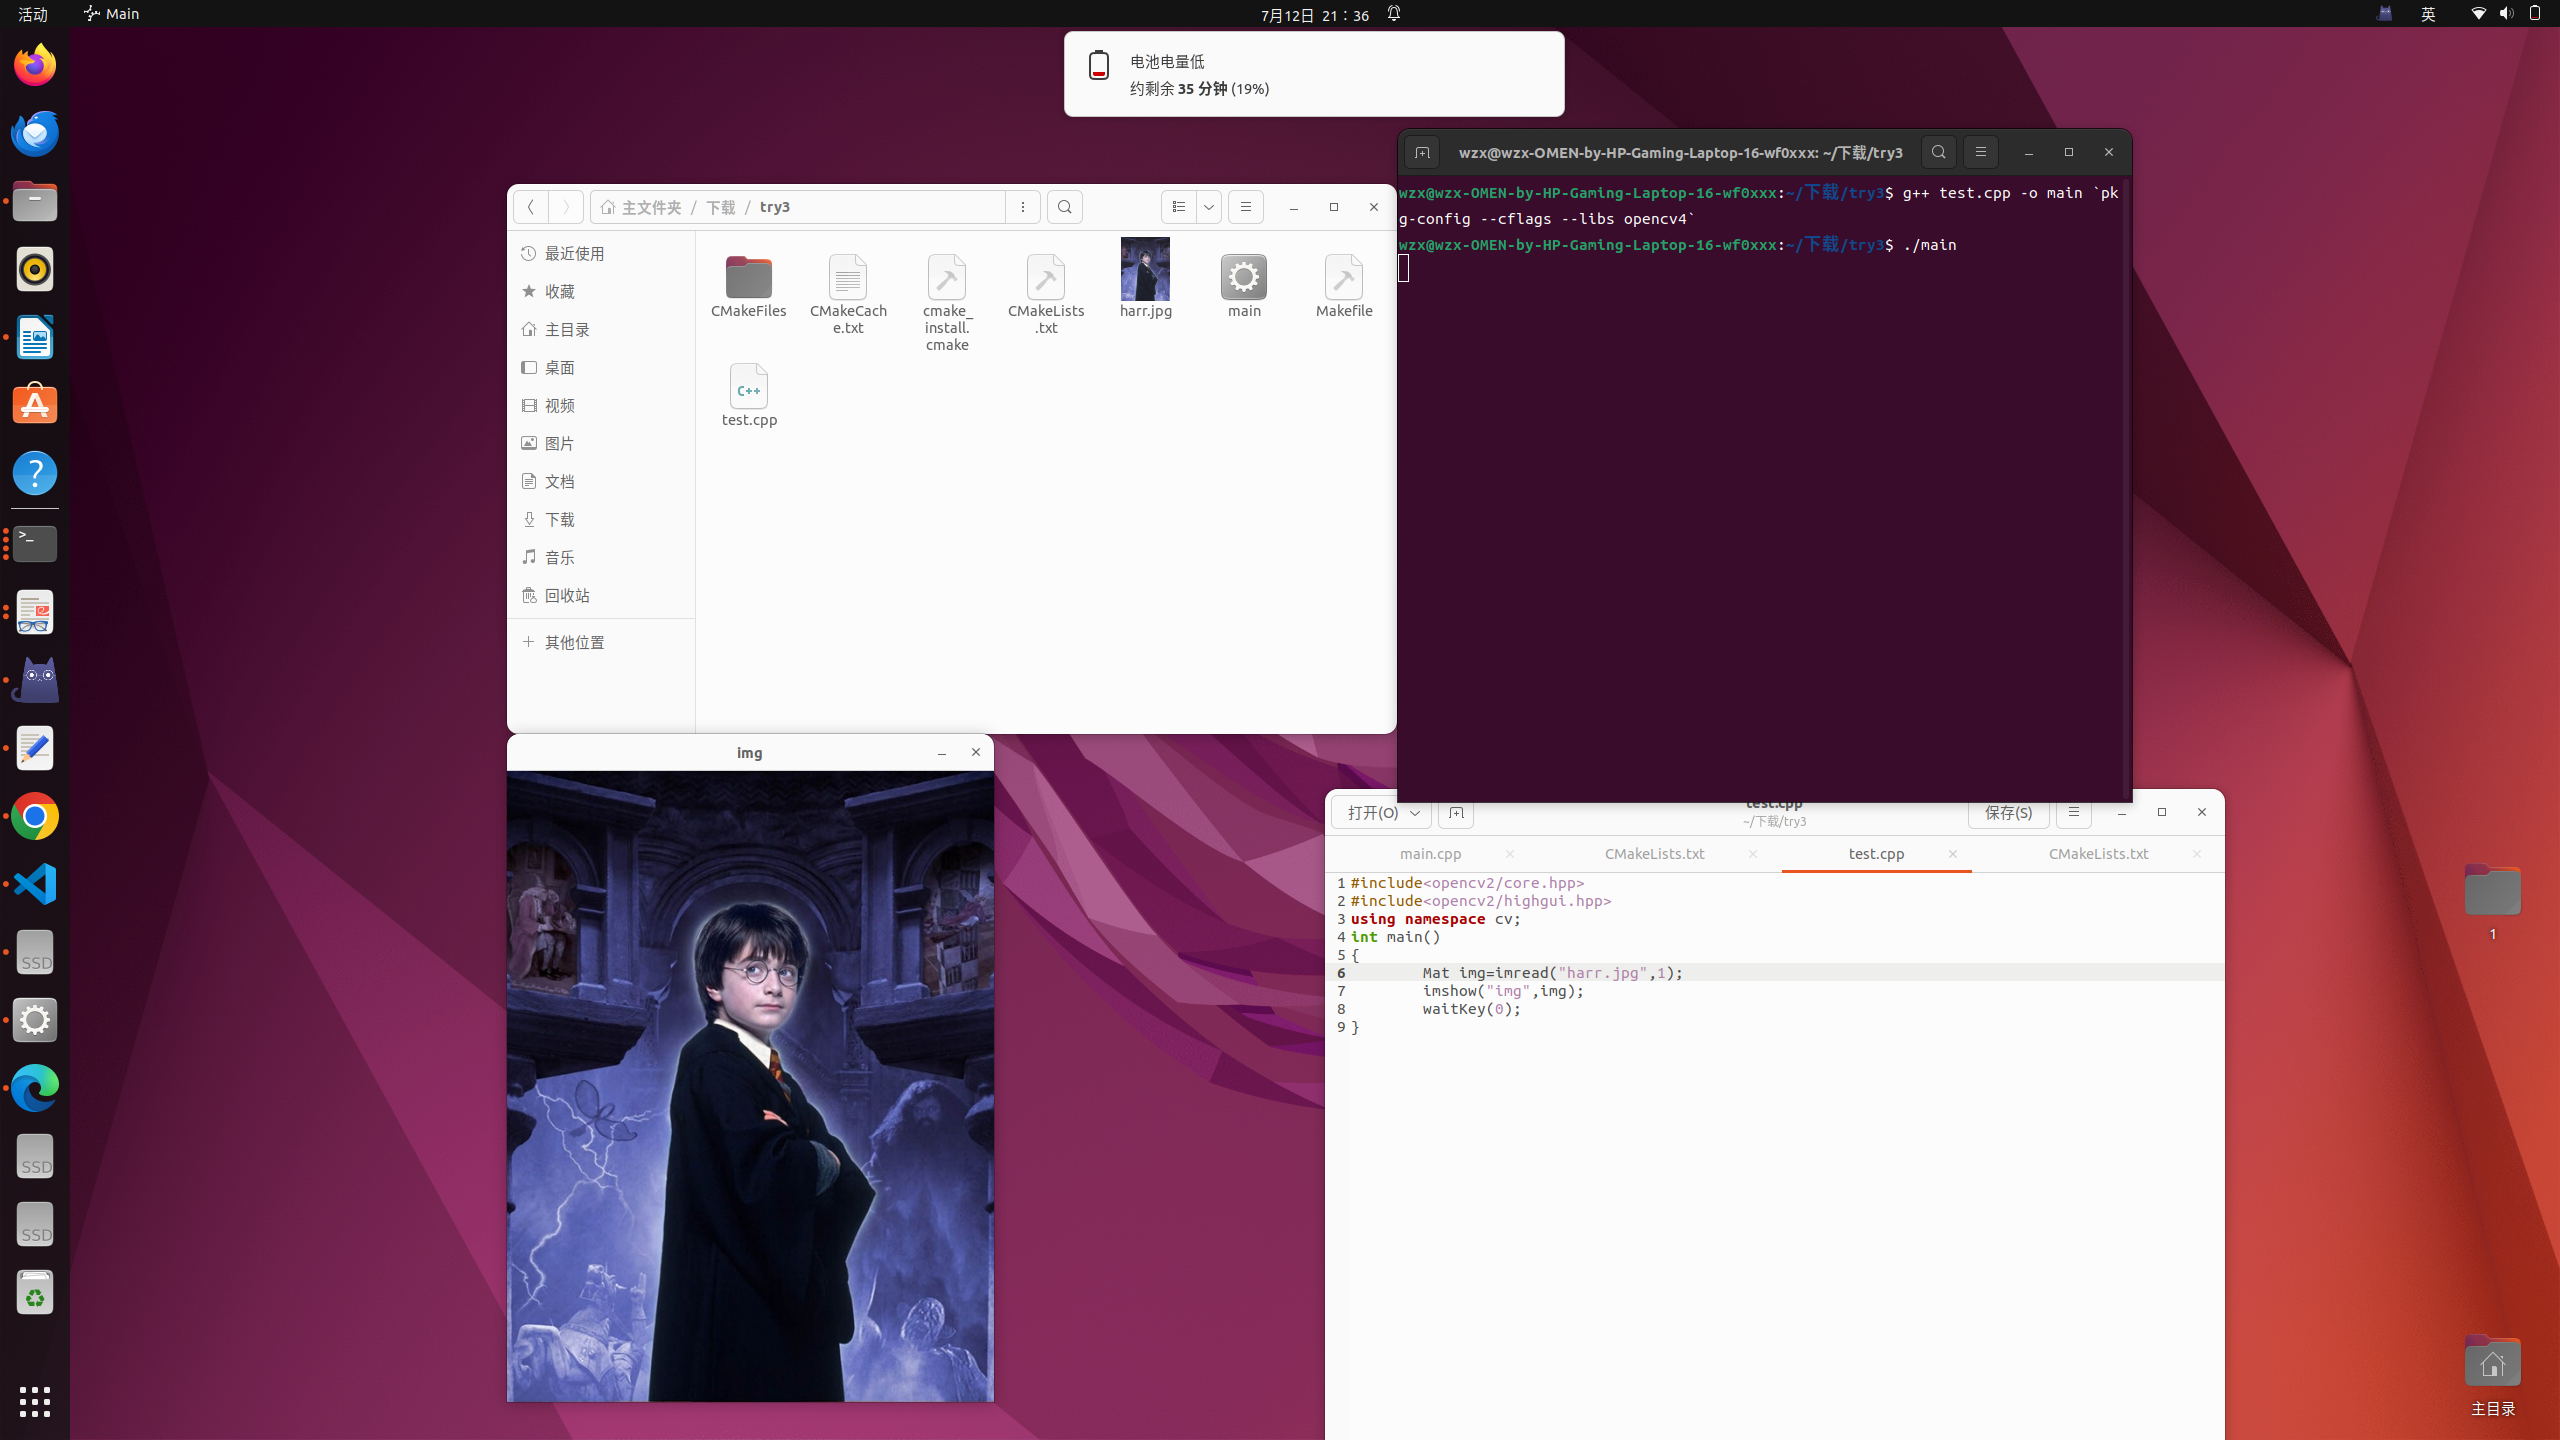 活动
Main
7月12日 21：36
英
电池电量低
约剩余 35 分钟 (19%)
主文件夹 / 下载 / try3
最近使用
收藏
主目录
桌面
视频
图片
文档
下载
音乐
回收站
其他位置
CMakeFiles
CMakeCach
e.txt
cmake_
install.
cmake
CMakeLists
.txt
harr.jpg
main
Makefile
C++
test.cpp
wzx@wzx-OMEN-by-HP-Gaming-Laptop-16-wf0xxx: ~/下载/try3
wzx@wzx-OMEN-by-HP-Gaming-Laptop-16-wf0xxx:~/下载/try3$ g++ test.cpp -o main `pk
g-config --cflags --libs opencv4`
wzx@wzx-OMEN-by-HP-Gaming-Laptop-16-wf0xxx:~/下载/try3$ ./main
img
打开(O)
test.cpp
~/下载/try3
保存(S)
main.cpp
CMakeLists.txt
test.cpp
CMakeLists.txt
1 #include<opencv2/core.hpp>
2 #include<opencv2/highgui.hpp>
3 using namespace cv;
4 int main()
5 {
6 Mat img=imread("harr.jpg",1);
7 imshow("img",img);
8 waitKey(0);
9 }
SSD
SSD
SSD
1
主目录